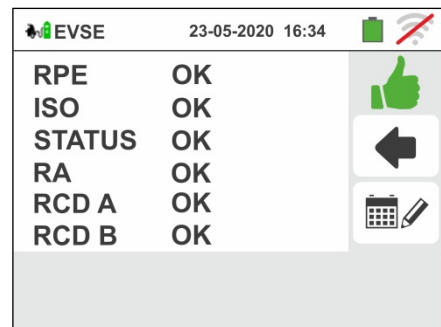 EVSE 23-05-2020 16:34
RPE OK
ISO OK
STATUS OK
RA OK
RCD A OK
RCD B OK